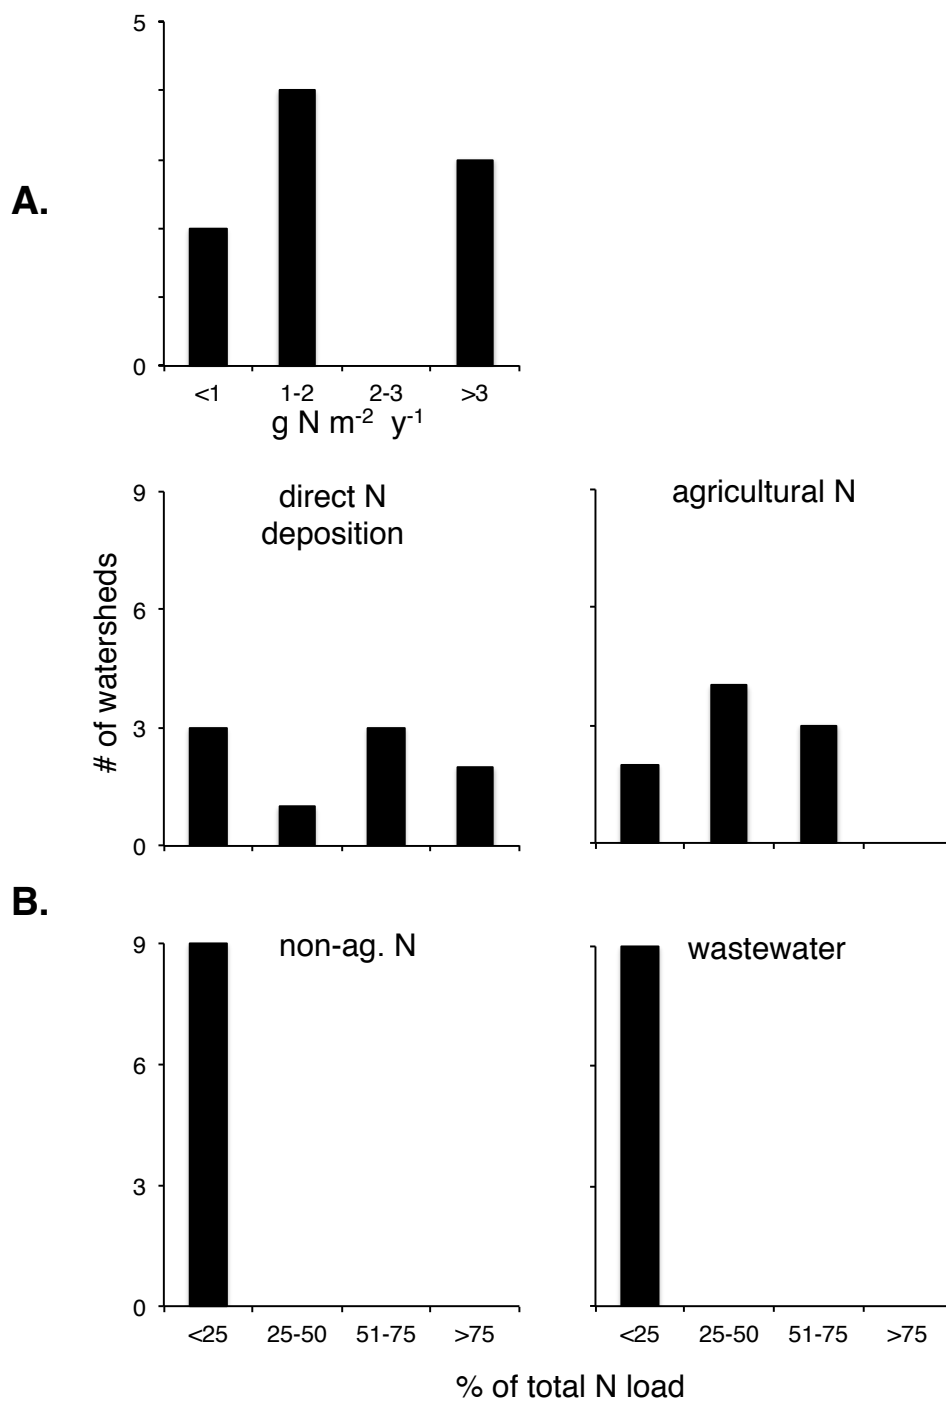 A.
5
0
<1 1-2 2-3 >3
g N m-2 y-1
# of watersheds
direct N
deposition
9
6
3
0
agricultural N
B.
non-ag. N
9
6
3
0
<25 25-50 51-75 >75
wastewater
<25 25-50 51-75 >75
% of total N load